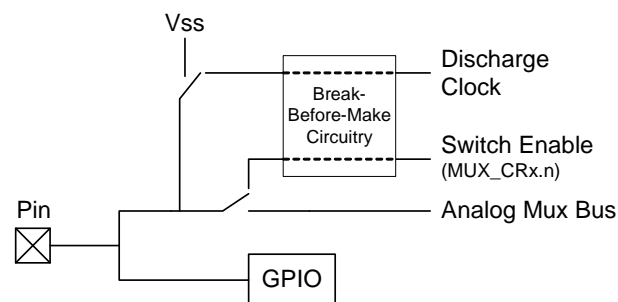 Vss
Discharge
Clock
Break-
Before-Make
Circuitry
Switch Enable
(MUX_CRx.n)
Pin
Analog Mux Bus
GPIO